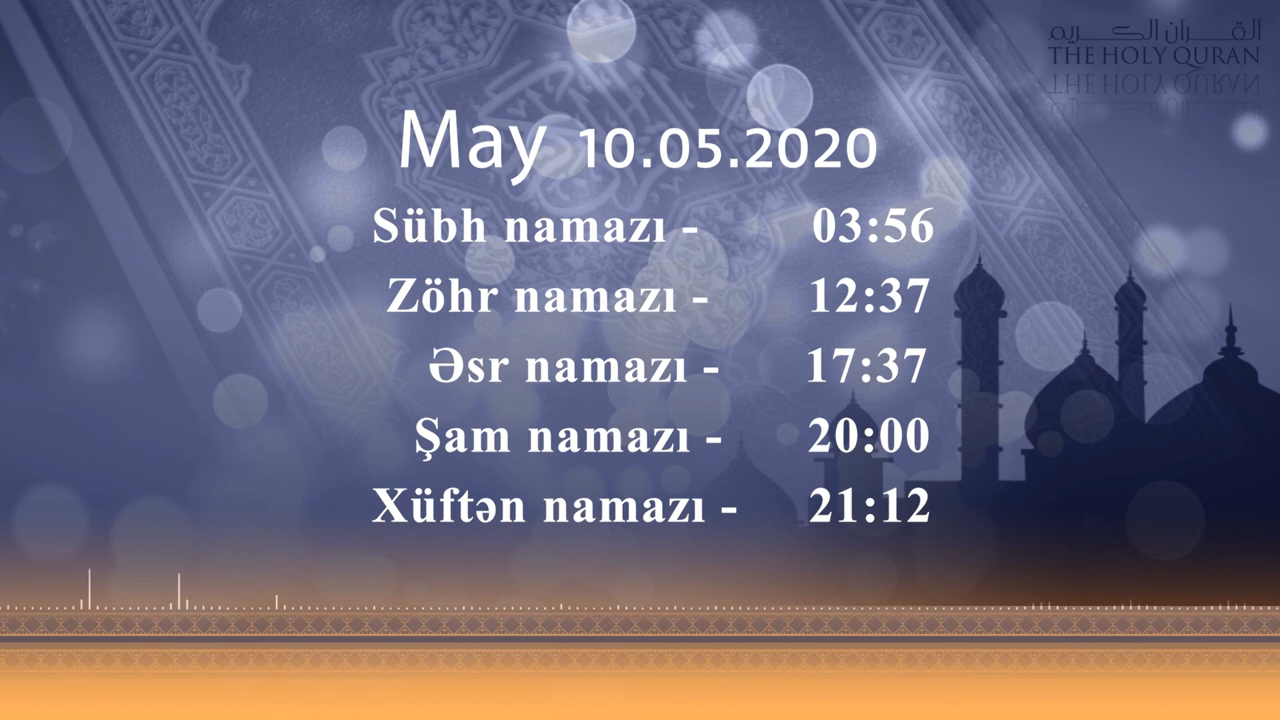 القرآن الكريم
THE HOLY QURAN
May 10.05.2020
Sübh namazı - 03:56
Zöhr namazı - 12:37
Əsr namazı - 17:37
Şam namazı - 20:00
Xüftən namazı - 21:12